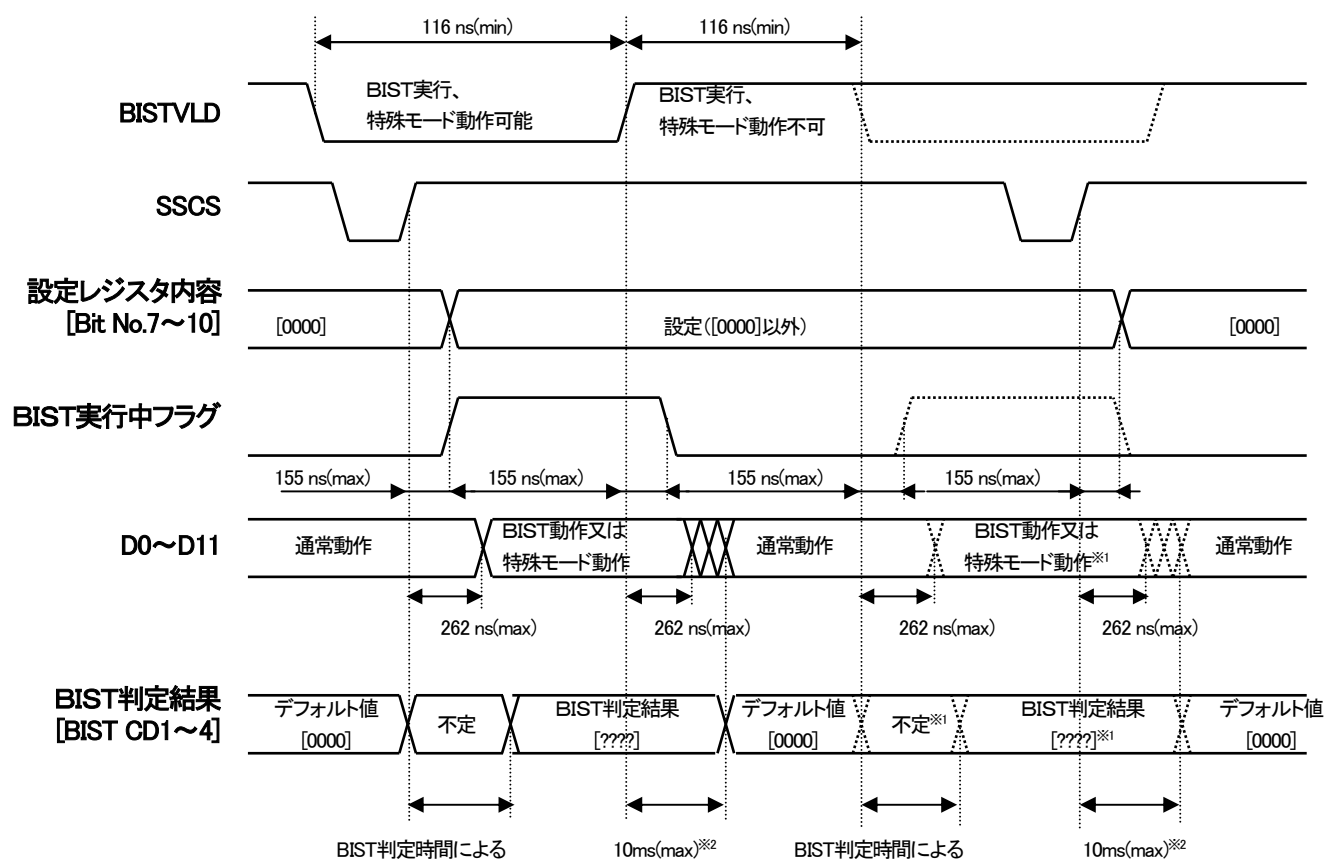 116 ns(min)
116 ns(min)
BISTVLD
BIST実行、
特殊モード動作可能
BIST実行、
特殊モード動作不可
SSCS
設定レジスタ内容
[Bit No.7～10]
[0000]
設定([0000]以外)
[0000]
BIST実行中フラグ
155 ns(max)
155 ns(max)
155 ns(max)
155 ns(max)
D0～D11
通常動作
BIST動作又は
特殊モード動作
通常動作
BIST動作又は
特殊モード動作※1
通常動作
262 ns(max)
262 ns(max)
262 ns(max)
262 ns(max)
BIST判定結果
[BIST CD1～4]
デフォルト値
[0000]
不定
BIST判定結果
[????]
デフォルト値
[0000]
不定※1
BIST判定結果
[????]※1
デフォルト値
[0000]
BIST判定時間による
10ms(max)※2
BIST判定時間による
10ms(max)※2